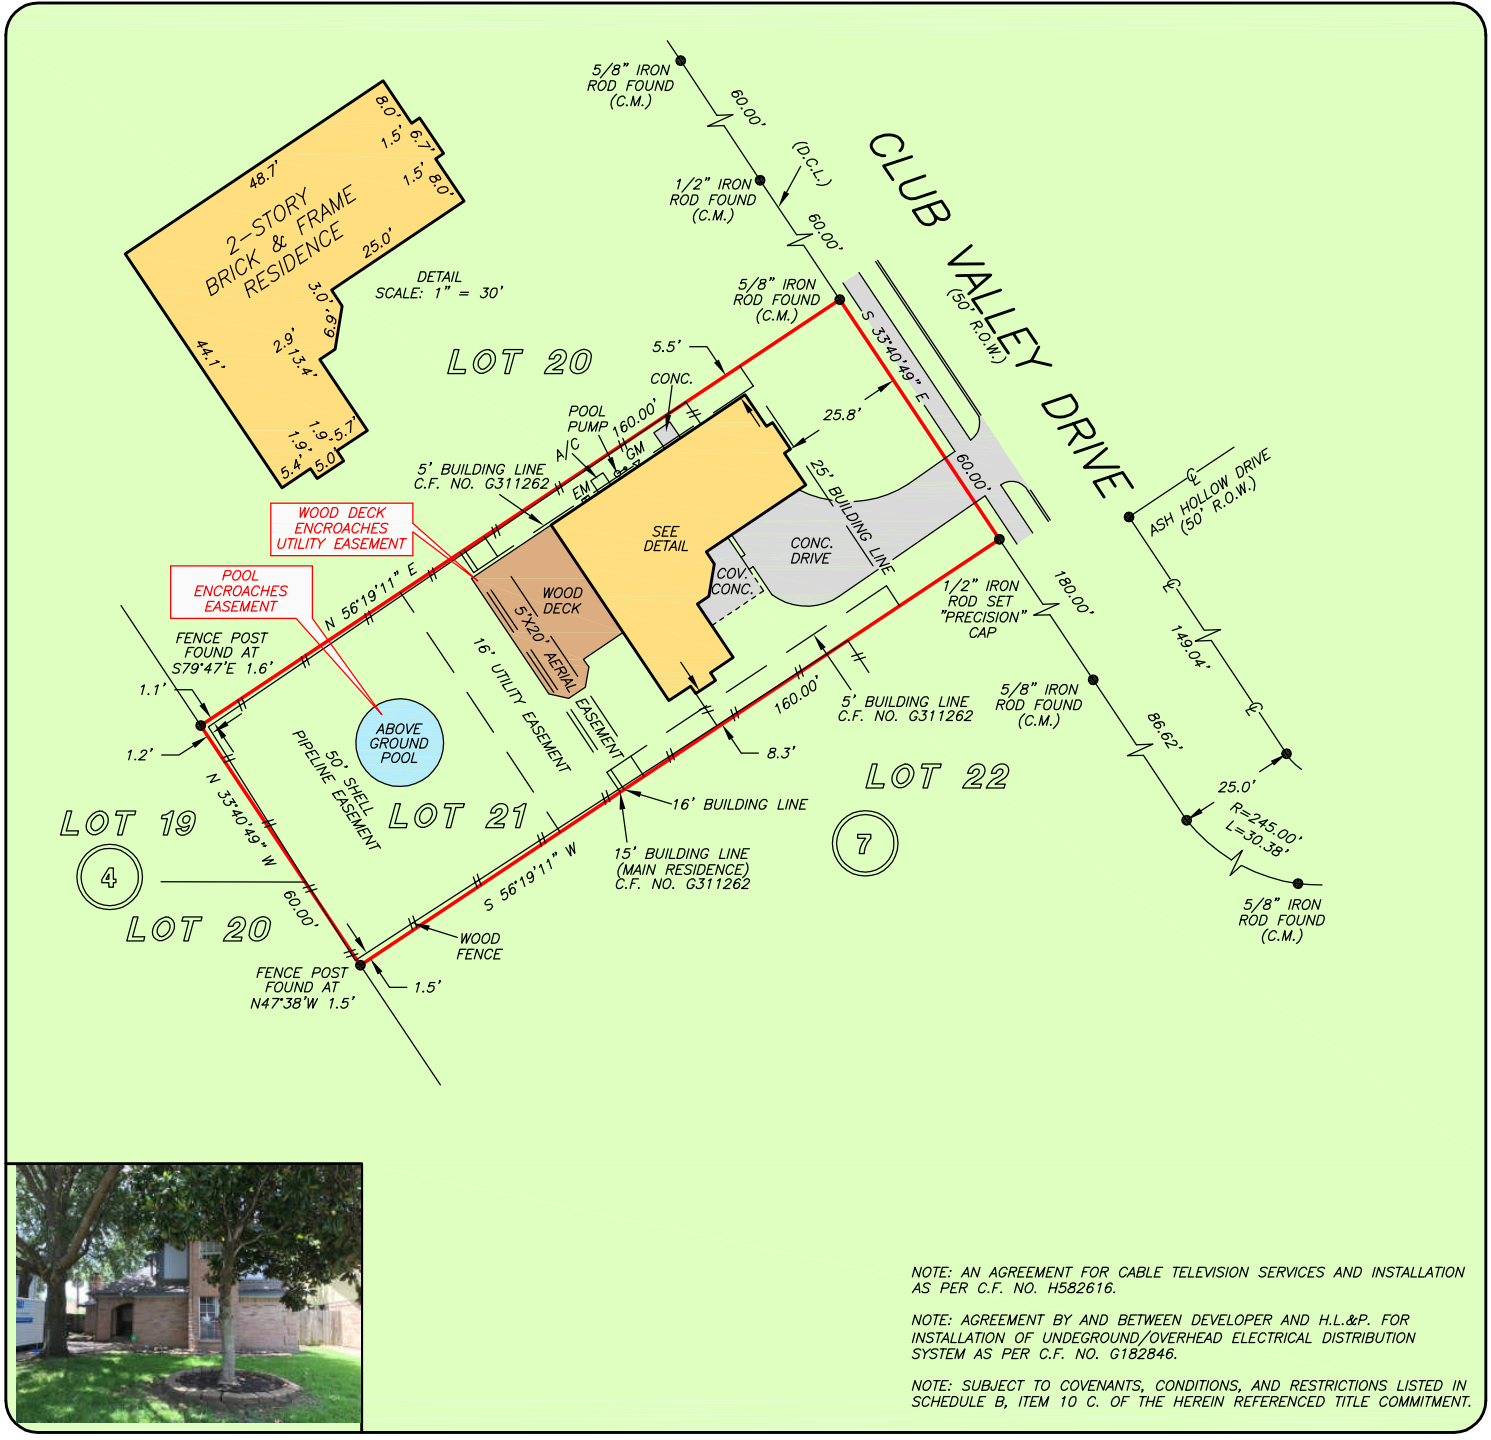 5/8" IRON
ROD FOUND
(C.M.)
60.00'
(D.C.L.)
CLUB VALLEY DRIVE
(50' R.O.W.)
1/2" IRON
ROD FOUND
(C.M.)
60.00'
5/8" IRON
ROD FOUND
(C.M.)
8.0'
1.5'
6.7'
1.5'
8.0'
48.7'
2-STORY
BRICK & FRAME
RESIDENCE
25.0'
3.0'
6.9'
2.9'
13.4'
44.1'
1.9'
1.9'
5.7'
5.4'
5.0'
DETAIL
SCALE: 1" = 30'
LOT 20
5.5'
CONC.
POOL
PUMP
160.00'
A/C
GM
EM
5' BUILDING LINE
C.F. NO. G311262
S 33°40'49" E
25.8'
60.00'
25' BUILDING LINE
WOOD DECK
ENCROACHES
UTILITY EASEMENT
SEE
DETAIL
CONC.
DRIVE
COV.
CONC.
ASH HOLLOW DRIVE
(50' R.O.W.)
POOL
ENCROACHES
EASEMENT
N 56°19'11" E
WOOD
DECK
5'X20' AERIAL EASEMENT
16' UTILITY EASEMENT
1/2" IRON
ROD SET
"PRECISION"
CAP
180.00'
149.04'
FENCE POST
FOUND AT
S79°47'E 1.6'
1.1'
1.2'
ABOVE
GROUND
POOL
50' SHELL
PIPELINE EASEMENT
160.00'
5' BUILDING LINE
C.F. NO. G311262
5/8" IRON
ROD FOUND
(C.M.)
86.62'
8.3'
LOT 22
25.0'
R=245.00'
L=30.38'
16' BUILDING LINE
LOT 19
LOT 21
N 33°40'49" W
60.00'
7
15' BUILDING LINE
(MAIN RESIDENCE)
C.F. NO. G311262
4
S 56°19'11" W
LOT 20
WOOD
FENCE
5/8" IRON
ROD FOUND
(C.M.)
FENCE POST
FOUND AT
N47°38'W 1.5'
1.5'
NOTE: AN AGREEMENT FOR CABLE TELEVISION SERVICES AND INSTALLATION
AS PER C.F. NO. H582616.
NOTE: AGREEMENT BY AND BETWEEN DEVELOPER AND H.L.&P. FOR
INSTALLATION OF UNDEGROUND/OVERHEAD ELECTRICAL DISTRIBUTION
SYSTEM AS PER C.F. NO. G182846.
NOTE: SUBJECT TO COVENANTS, CONDITIONS, AND RESTRICTIONS LISTED IN
SCHEDULE B, ITEM 10 C. OF THE HEREIN REFERENCED TITLE COMMITMENT.